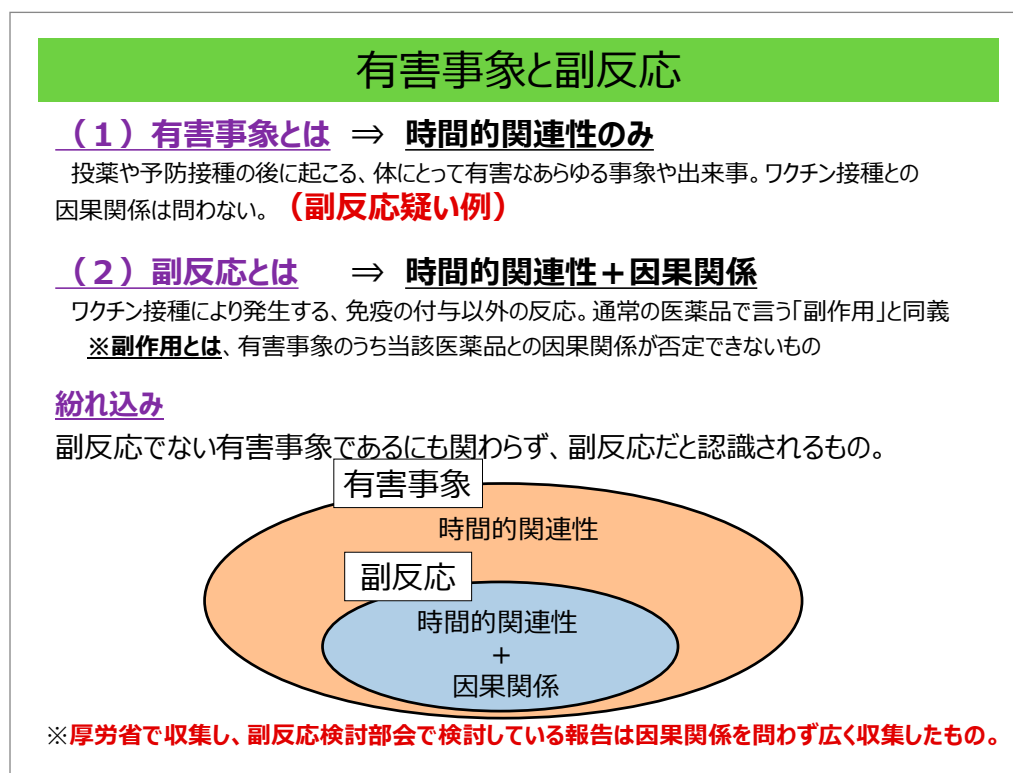 有害事象と副反応
（１）有害事象とは ⇒ 時間的関連性のみ
投薬や予防接種の後に起こる、体にとって有害なあらゆる事象や出来事。ワクチン接種との
因果関係は問わない。（副反応疑い例）
（２）副反応とは ⇒ 時間的関連性＋因果関係
ワクチン接種により発生する、免疫の付与以外の反応。通常の医薬品で言う「副作用」と同義
※副作用とは、有害事象のうち当該医薬品との因果関係が否定できないもの
紛れ込み
副反応でない有害事象であるにも関わらず、副反応だと認識されるもの。
有害事象
時間的関連性
副反応
時間的関連性
＋
因果関係
※厚労省で収集し、副反応検討部会で検討している報告は因果関係を問わず広く収集したもの。